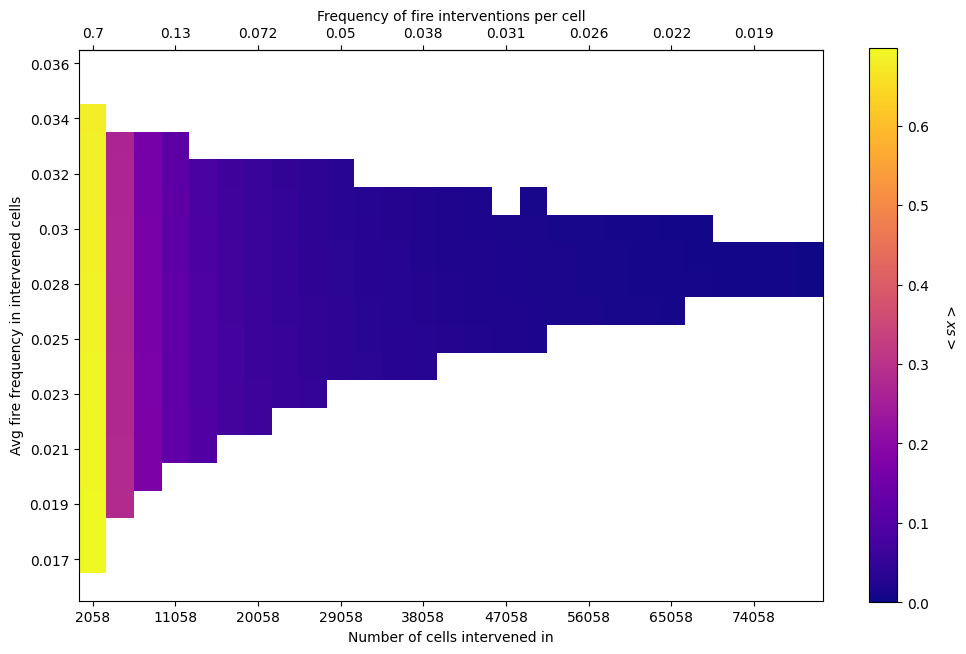 Frequency of fire interventions per cell
0.7 0.13 0.072 0.05 0.038 0.031 0.026 0.022 0.019
Avg fire frequency in intervened cells
0.036
0.034
0.032
0.03
0.028
0.025
0.023
0.021
0.019
0.017
2058 11058 20058 29058 38058 47058 56058 65058 74058
Number of cells intervened in
0.6
0.5
0.4
0.3
0.2
0.1
0.0
< sx >